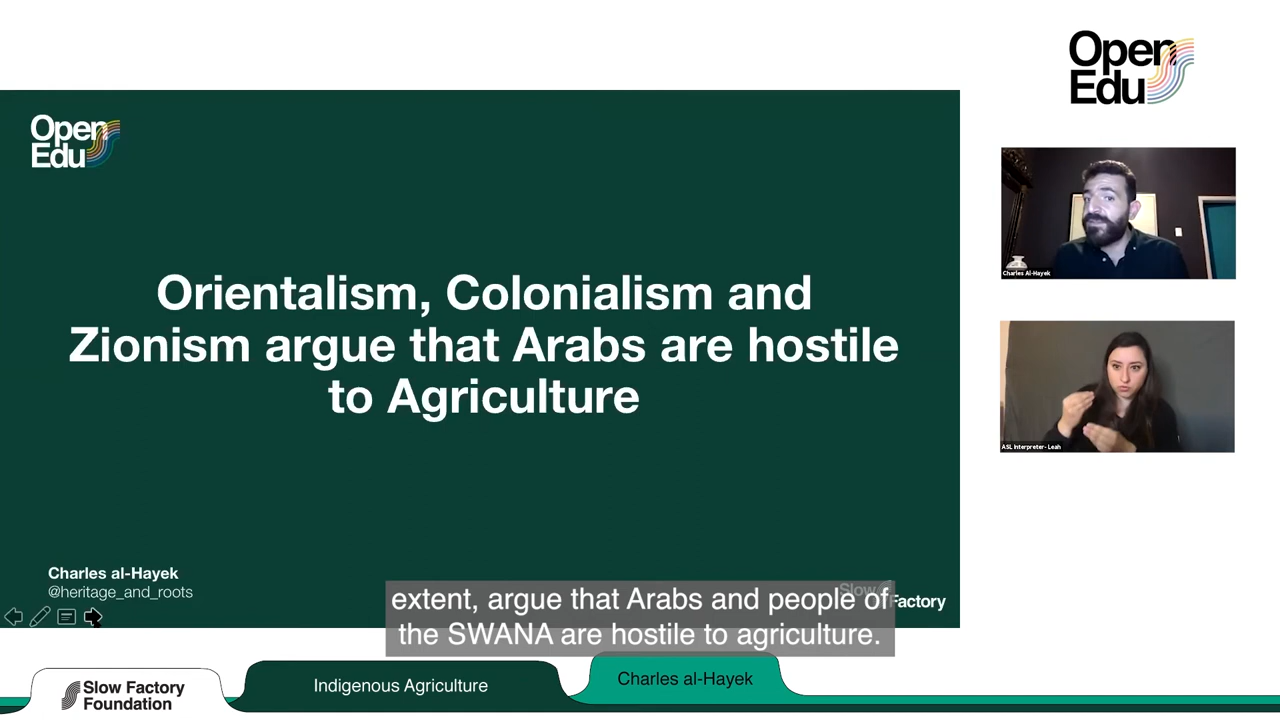 Open
Edu
Open
Edu
Orientalism, Colonialism and
Zionism argue that Arabs are hostile
to Agriculture
Charles Al-Hayek
ASL Interpreter- Leah
Charles al-Hayek
@heritage_and_roots
Slow
Factory
extent, argue that Arabs and people of
the SWANA are hostile to agriculture.
Slow Factory
Foundation
Indigenous Agriculture
Charles al-Hayek